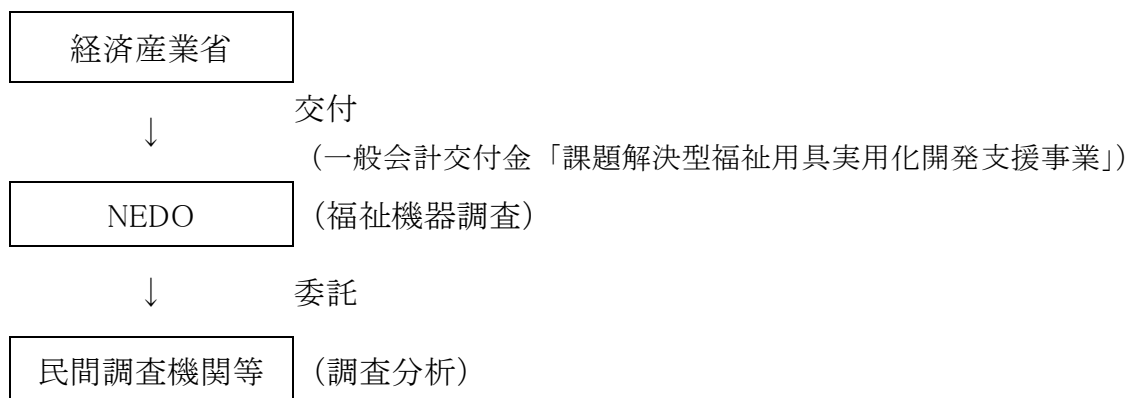 経済産業省
交付
↓
(一般会計交付金「課題解決型福祉用具実用化開発支援事業」)
NEDO (福祉機器調査)
↓ 委託
民間調査機関等 (調査分析)